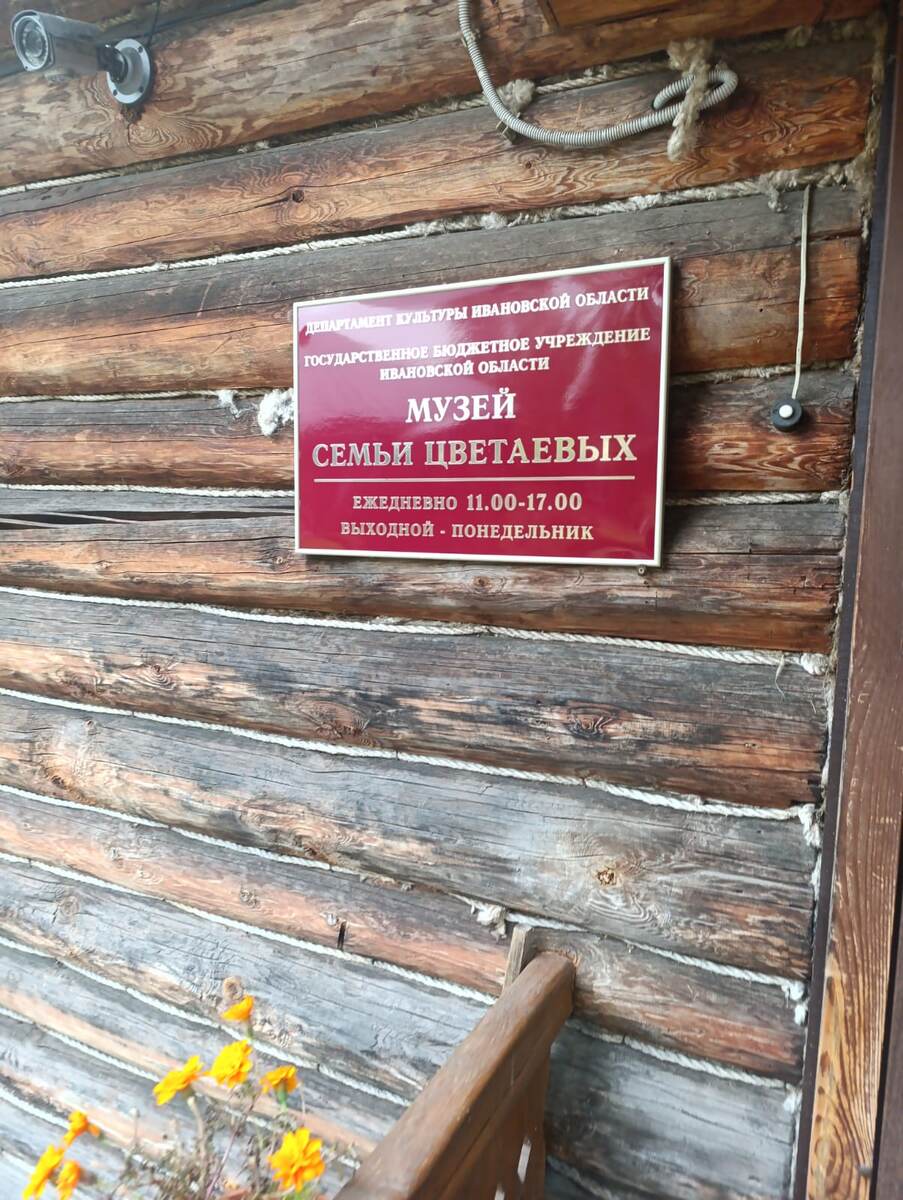 ДЕПАРТАМЕНТ КУЛЬТУРЫ ИВАНОВСКОЙ ОБЛАСТИ
ГОСУДАРСТВЕННОЕ БЮДЖЕТНОЕ УЧРЕЖДЕНИЕ
ИВАНОВСКОЙ ОБЛАСТИ
МУЗЕЙ
СЕМЬИ ЦВЕТАЕВЫХ
ЕЖЕДНЕВНО 11.00-17.00
ВЫХОДНОЙ - ПОНЕДЕЛЬНИК